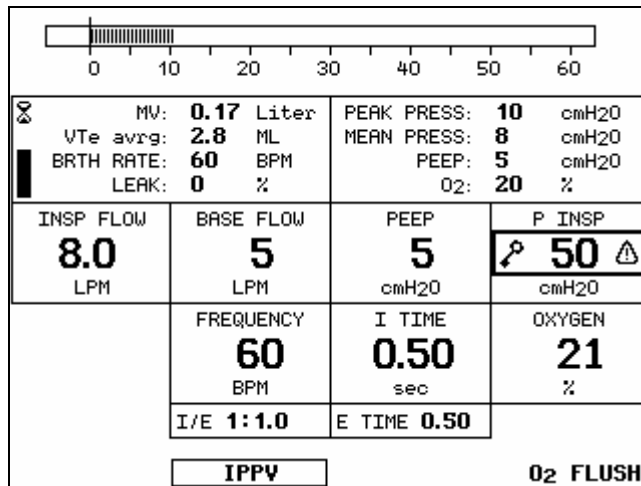 0 10 20 30 40 50 60
MV: 0.17 Liter PEAK PRESS: 10 cmH2O
VTe avrg: 2.8 ML MEAN PRESS: 8 cmH2O
BRTH RATE: 60 BPM PEEP: 5 cmH2O
LEAK: 0 % O2: 20 %
INSP FLOW BASE FLOW PEEP P INSP
8.0 5 5 50
LPM LPM cmH2O cmH2O
FREQUENCY I TIME OXYGEN
60 0.50 21
BPM sec %
I/E 1:1.0 E TIME 0.50
IPPV O2 FLUSH